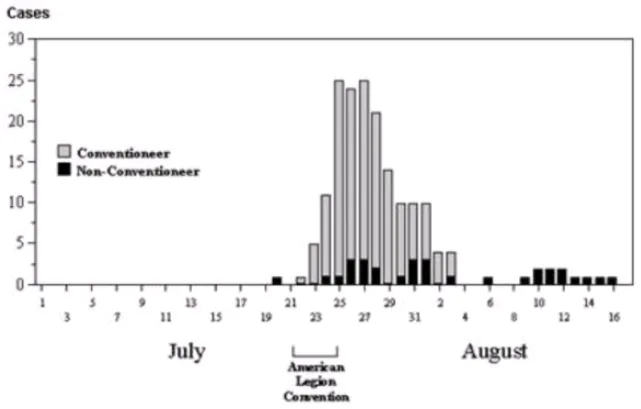 Cases
30
25
20
15
10
5
0
Conventioneer
Non-Conventioneer
1 5 9 13 17 21 25 29 2 6 10 14
3 7 11 15 19 23 27 31 4 8 12 16
July
August
American
Legion
Convention